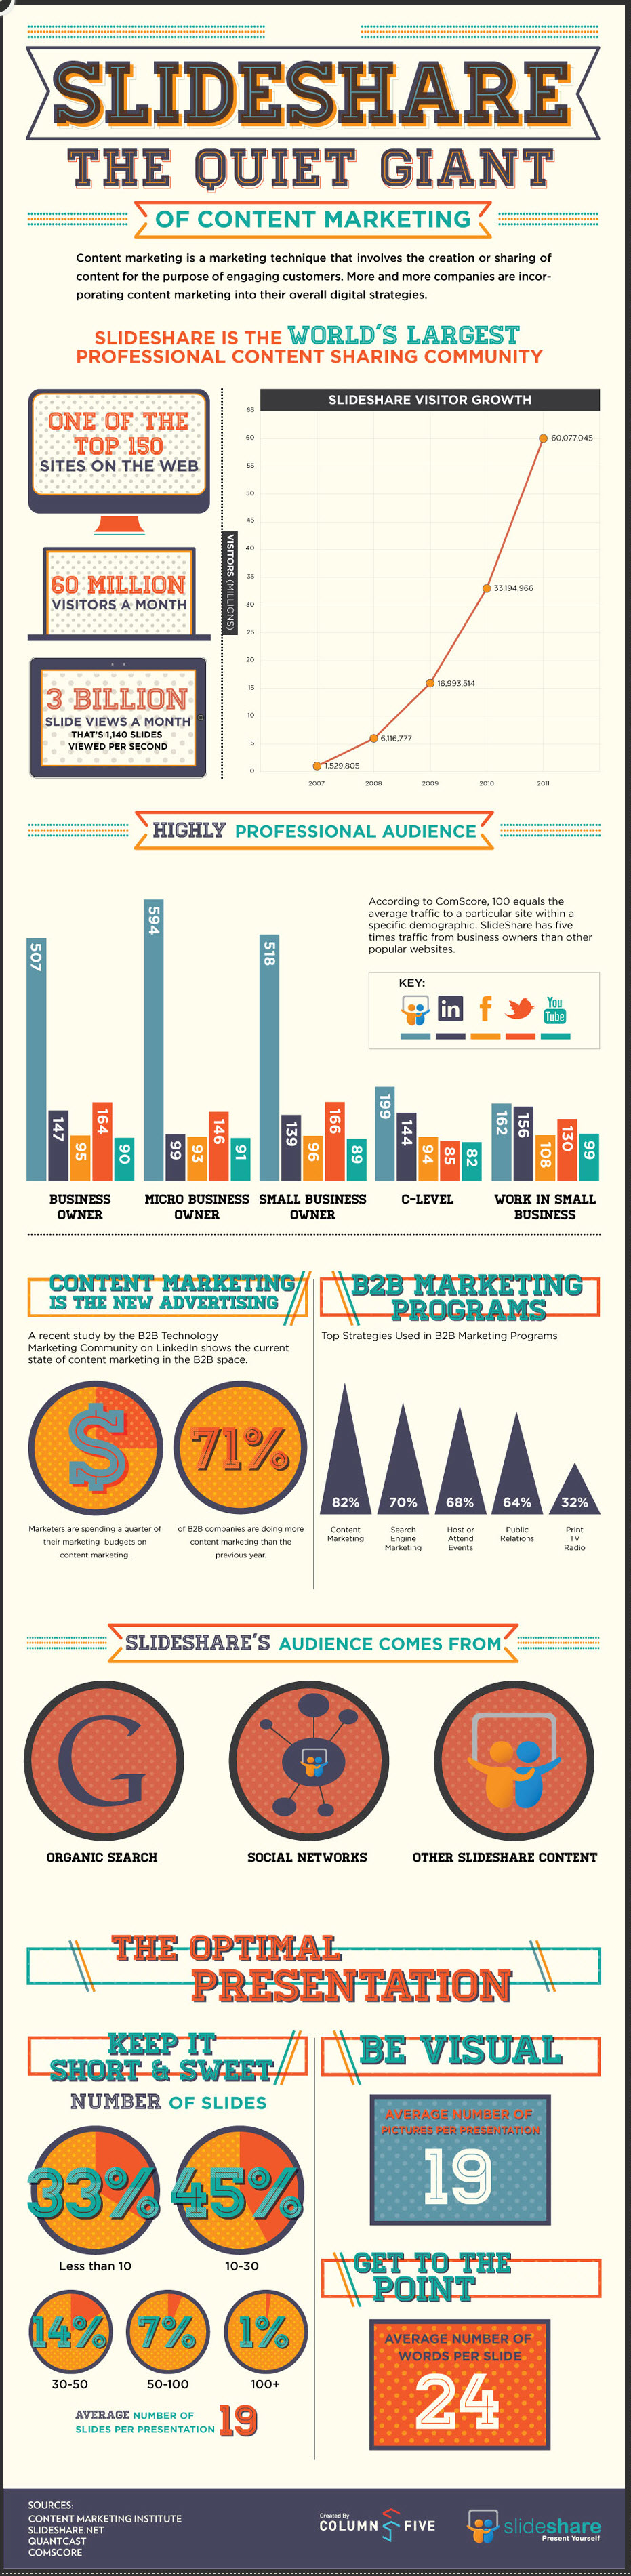 SLIDESHARE
THE QUIET GIANT
OF CONTENT MARKETING
Content marketing is a marketing technique that involves the creation or sharing of
content for the purpose of engaging customers. More and more companies are incor-
porating content marketing into their overall digital strategies.
SLIDESHARE IS THE WORLD'S LARGEST
PROFESSIONAL CONTENT SHARING COMMUNITY
ONE OF THE
TOP 150
SITES ON THE WEB
60 MILLION
VISITORS A MONTH
3 BILLION
SLIDE VIEWS A MONTH
THAT'S 1,140 SLIDES
VIEWED PER SECOND
SLIDESHARE VISITOR GROWTH
VISITORS (MILLIONS)
65
60
55
50
45
40
35
30
25
20
15
10
5
0
60,077,045
33,194,966
16,993,514
6,116,777
1,529,805
2007 2008 2009 2010 2011
HIGHLY PROFESSIONAL AUDIENCE
According to ComScore, 100 equals the
average traffic to a particular site within a
specific demographic. SlideShare has five
times traffic from business owners than other
popular websites.
KEY:
in f You
Tube
507 147 95 164 90
594 99 93 146 91
518 139 96 166 89
199 144 94 85 82
162 156 108 130 99
BUSINESS
OWNER
MICRO BUSINESS
OWNER
SMALL BUSINESS
OWNER
C-LEVEL
WORK IN SMALL
BUSINESS
CONTENT MARKETING
IS THE NEW ADVERTISING
A recent study by the B2B Technology
Marketing Community on LinkedIn shows the current
state of content marketing in the B2B space.
$
Marketers are spending a quarter of
their marketing budgets on
content marketing.
71%
of B2B companies are doing more
content marketing than the
previous year.
B2B MARKETING
PROGRAMS
Top Strategies Used in B2B Marketing Programs
82% 70% 68% 64% 32%
Content
Marketing
Search
Engine
Marketing
Host or
Attend
Events
Public
Relations
Print
TV
Radio
SLIDESHARE'S AUDIENCE COMES FROM
G
ORGANIC SEARCH
SOCIAL NETWORKS
OTHER SLIDESHARE CONTENT
THE OPTIMAL
PRESENTATION
KEEP IT
SHORT & SWEET
NUMBER OF SLIDES
33% 45%
Less than 10 10-30
14% 7% 1%
30-50 50-100 100+
AVERAGE NUMBER OF
SLIDES PER PRESENTATION 19
BE VISUAL
AVERAGE NUMBER OF
PICTURES PER PRESENTATION
19
GET TO THE
POINT
AVERAGE NUMBER OF
WORDS PER SLIDE
24
SOURCES:
CONTENT MARKETING INSTITUTE
SLIDESHARE.NET
QUANTCAST
COMSCORE
Created By
COLUMN FIVE
slideshare
Present Yourself